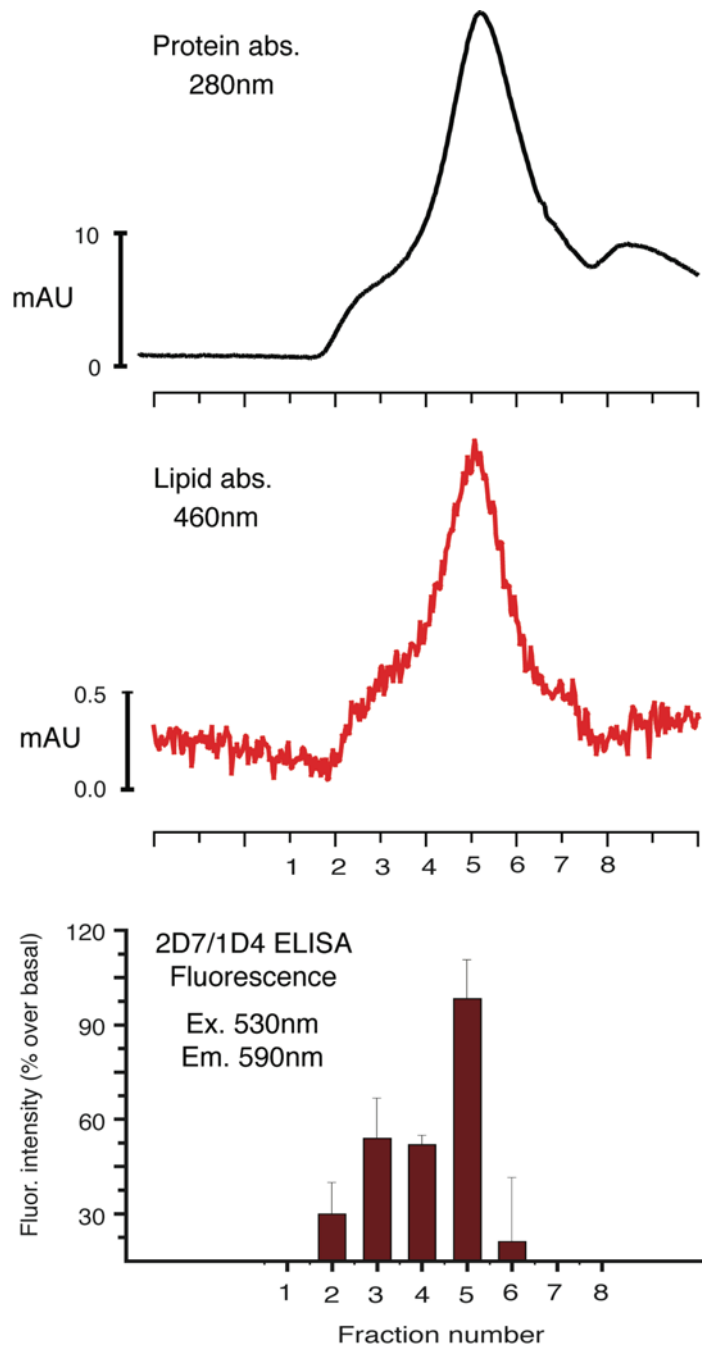 Protein abs.
280nm
10
mAU
0
Lipid abs.
460nm
0.5
mAU
0.0
1 2 3 4 5 6 7 8
Fluor. intensity (% over basal)
120
90
60
30
2D7/1D4 ELISA
Fluorescence
Ex. 530nm
Em. 590nm
1 2 3 4 5 6 7 8
Fraction number